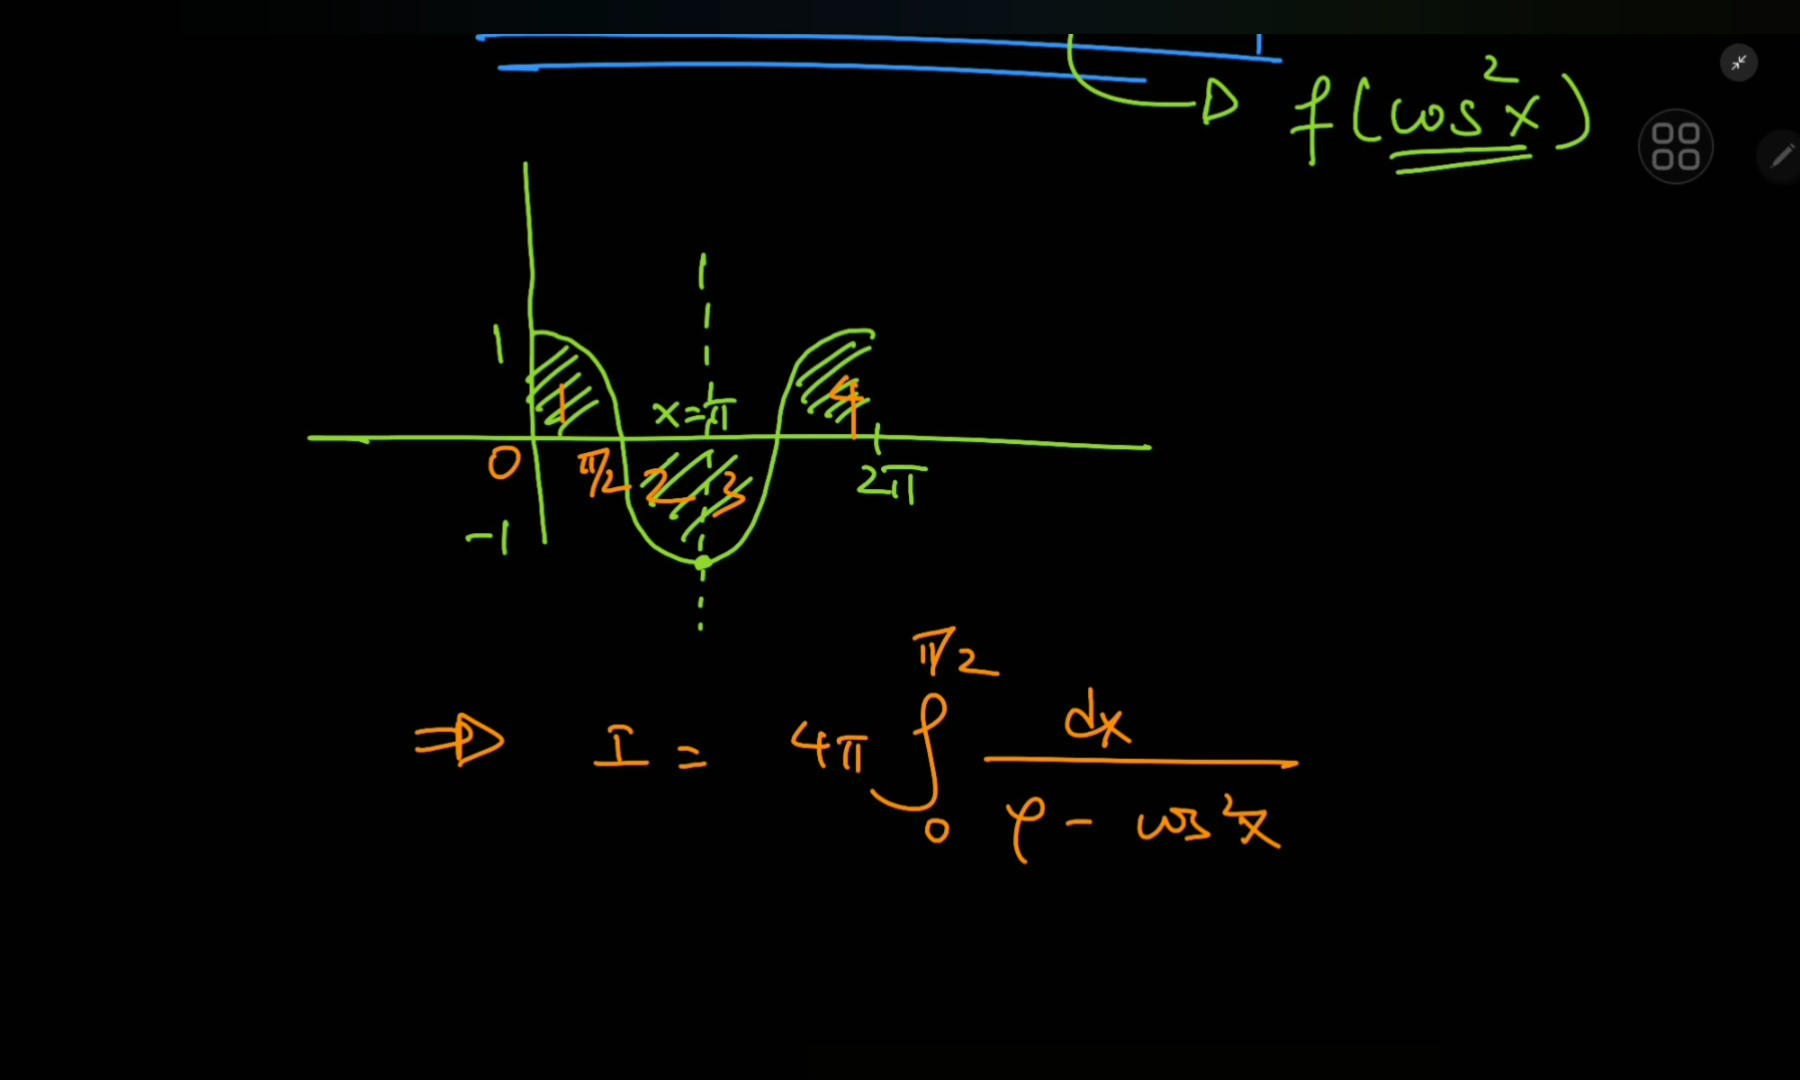 f(cos²x)
1
x=π
1
4
0
π/2
2
3
2π
-1
⇒ I = 4π ∫₀^{π/2} dx / (φ - cos²x)